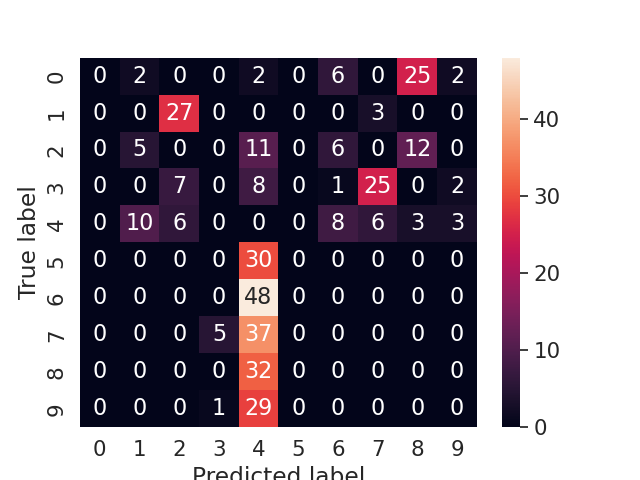 0 0 2 0 0 2 0 6 0 25 2
1 0 0 27 0 0 0 0 3 0 0
2 0 5 0 0 11 0 6 0 12 0
3 0 0 7 0 8 0 1 25 0 2
4 0 10 6 0 0 0 8 6 3 3
5 0 0 0 0 30 0 0 0 0 0
6 0 0 0 0 48 0 0 0 0 0
7 0 0 0 5 37 0 0 0 0 0
8 0 0 0 0 32 0 0 0 0 0
9 0 0 0 1 29 0 0 0 0 0
0 1 2 3 4 5 6 7 8 9
True label
Predicted label
40
30
20
10
0